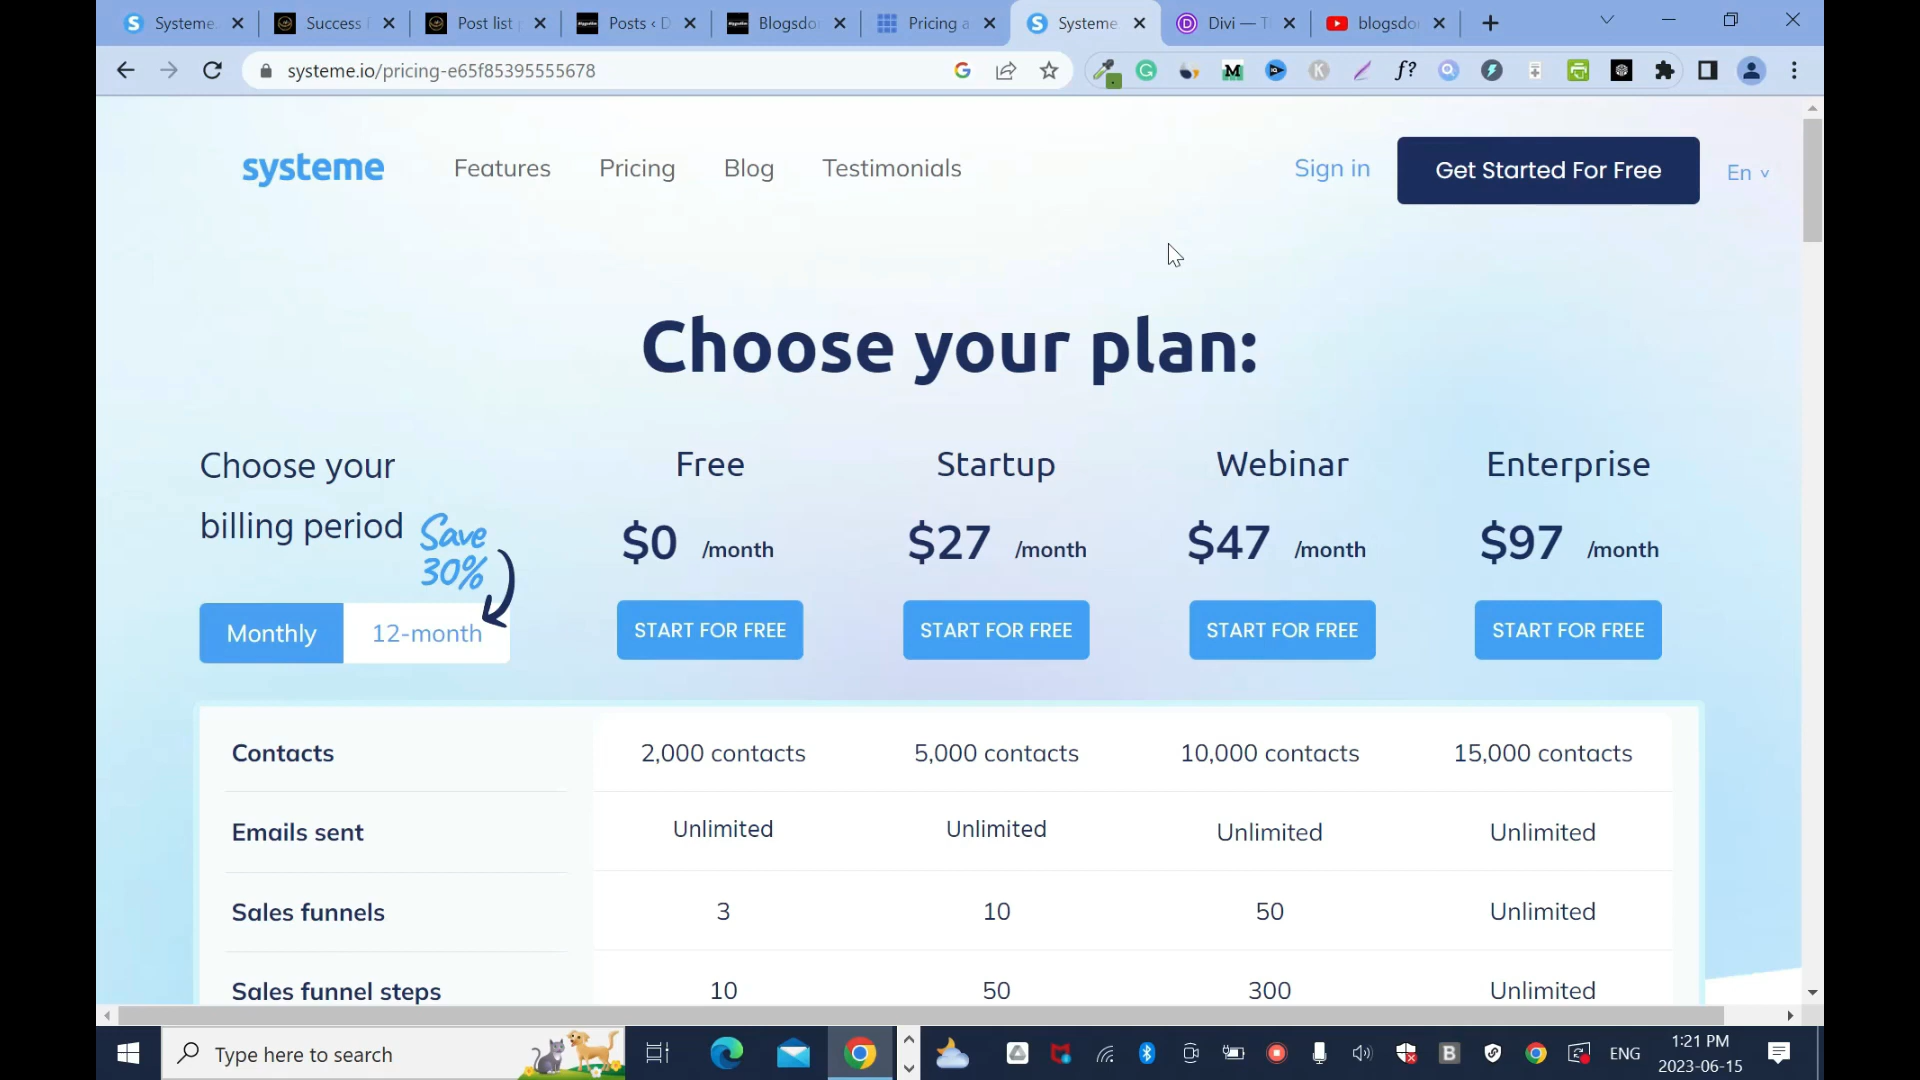 Systeme.
Success
Post list
Posts ‹ D
Blogsdo
Pricing a
Systeme
Divi — T
blogsdo
systeme.io/pricing-e65f85395555678
systeme
Features
Pricing
Blog
Testimonials
Sign in
Get Started For Free
En
Choose your plan:
Choose your
billing period
Save
30%
Monthly
12-month
Free
Startup
Webinar
Enterprise
$0 /month
$27 /month
$47 /month
$97 /month
START FOR FREE
START FOR FREE
START FOR FREE
START FOR FREE
Contacts
2,000 contacts
5,000 contacts
10,000 contacts
15,000 contacts
Emails sent
Unlimited
Unlimited
Unlimited
Unlimited
Sales funnels
3
10
50
Unlimited
Sales funnel steps
10
50
300
Unlimited
Type here to search
ENG
1:21 PM
2023-06-15